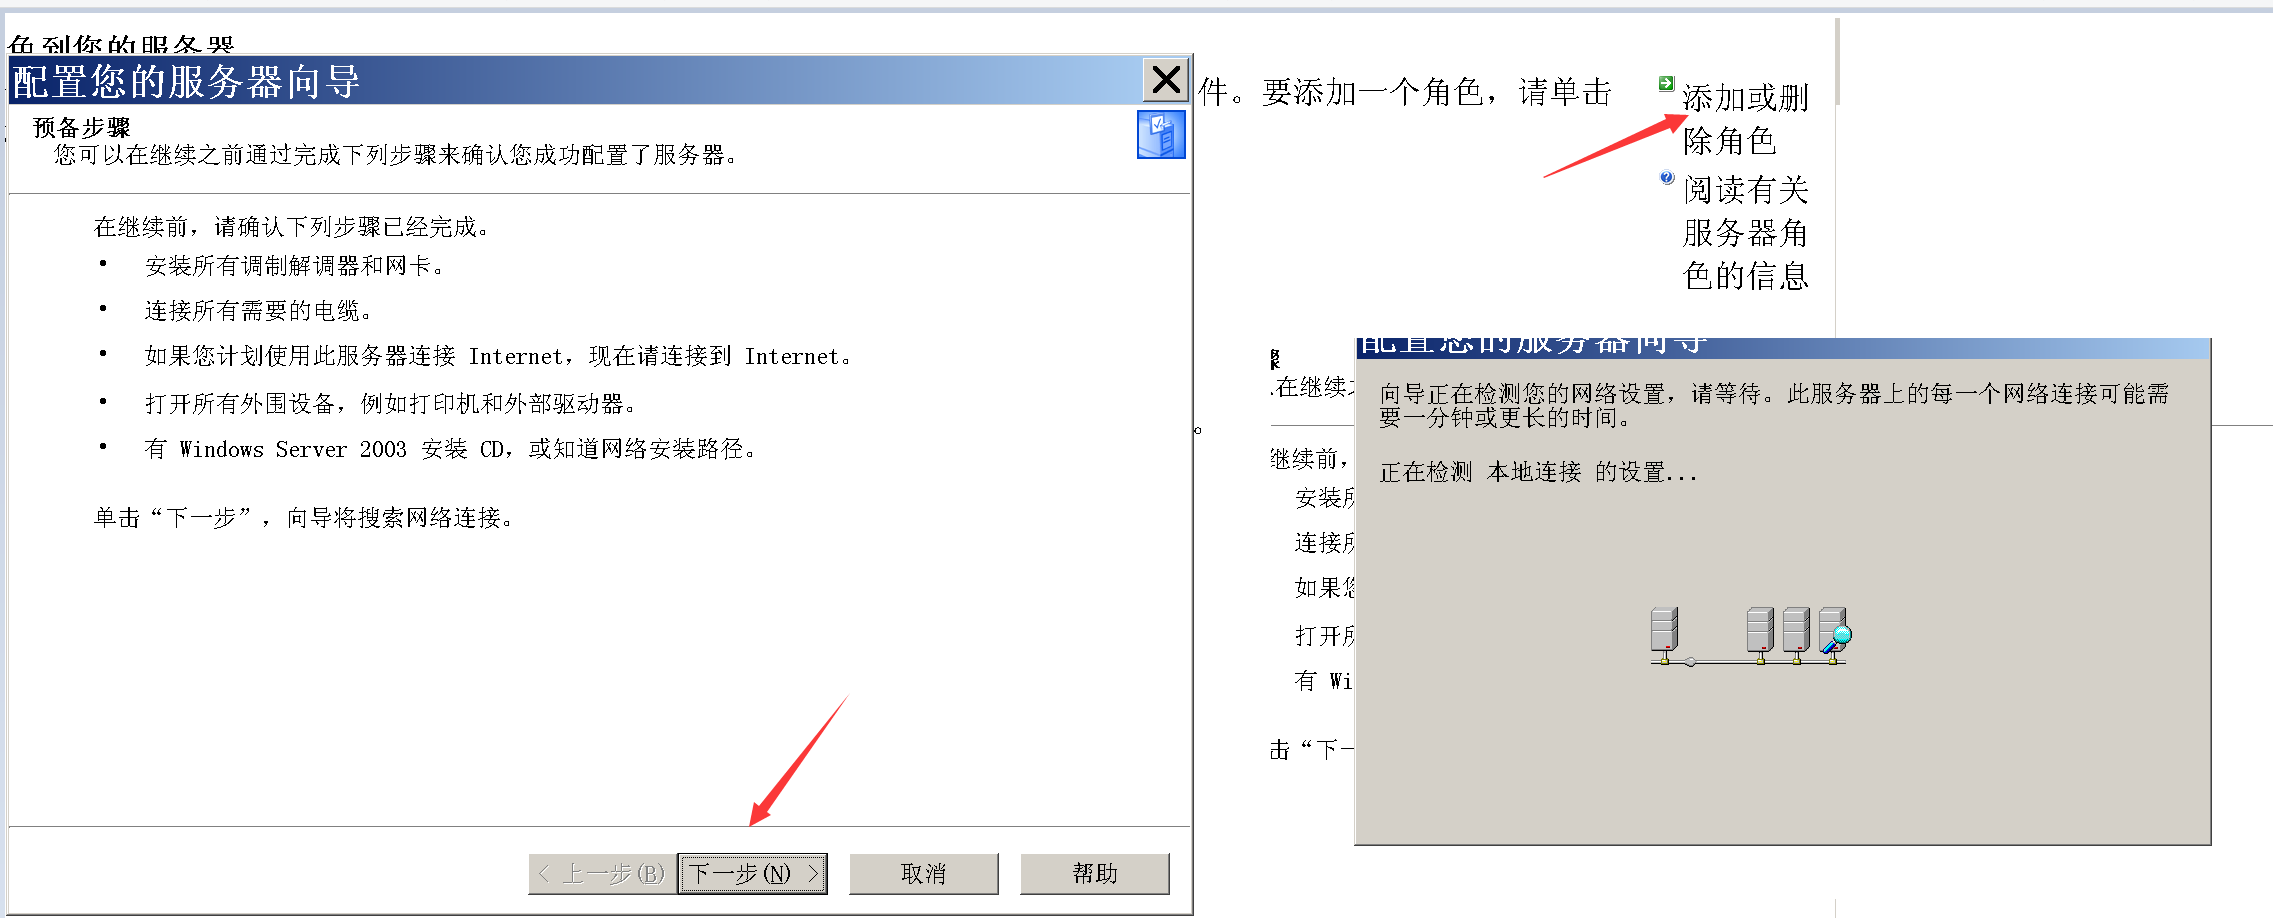 色到您的服务器
配置您的服务器向导
预备步骤
您可以在继续之前通过完成下列步骤来确认您成功配置了服务器。
在继续前，请确认下列步骤已经完成。
• 安装所有调制解调器和网卡。
• 连接所有需要的电缆。
• 如果您计划使用此服务器连接 Internet，现在请连接到 Internet。
• 打开所有外围设备，例如打印机和外部驱动器。
• 有 Windows Server 2003 安装 CD，或知道网络安装路径。
单击“下一步”，向导将搜索网络连接。
< 上一步(B)
下一步(N) >
取消
帮助
件。要添加一个角色，请单击
添加或删
除角色
阅读有关
服务器角
色的信息
骤
在继续
继续前，
安装所
连接所
如果您
打开所
有 Wi
击“下一
配置您的服务器向导
向导正在检测您的网络设置，请等待。此服务器上的每一个网络连接可能需
要一分钟或更长的时间。
正在检测 本地连接 的设置...